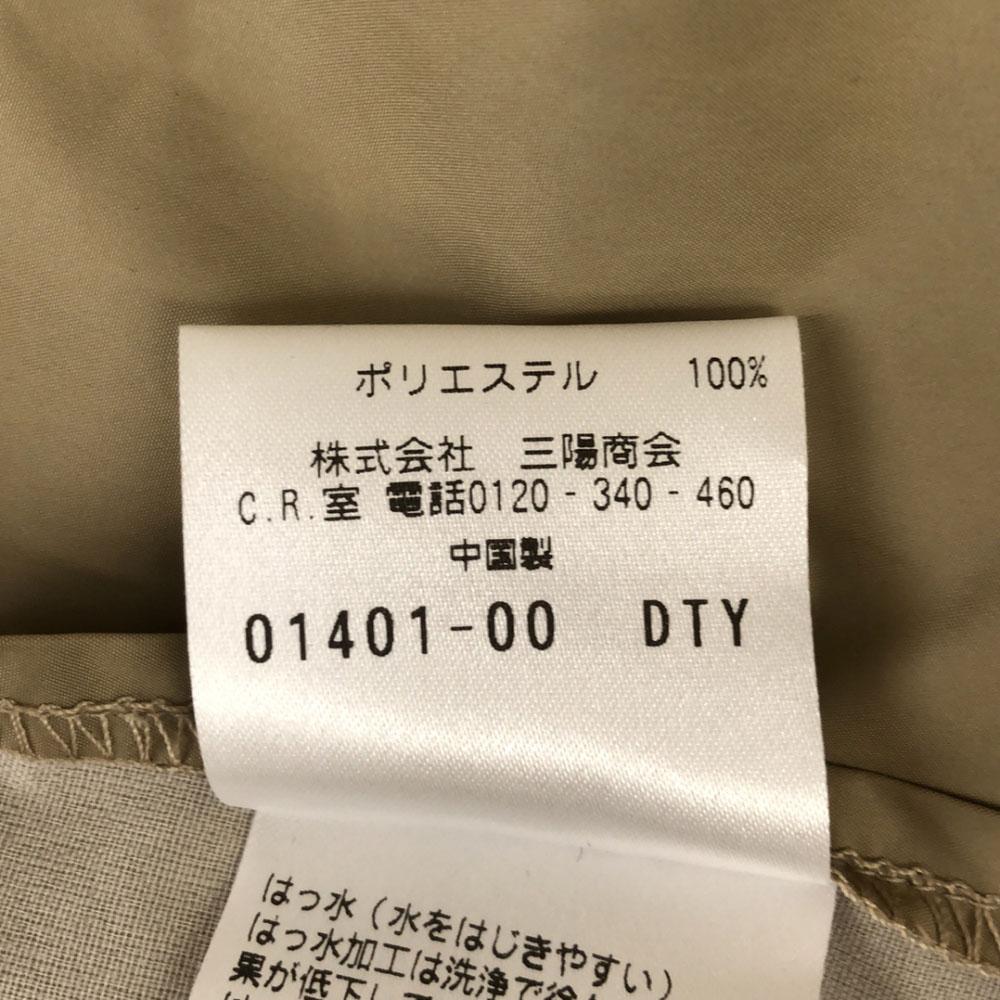 ポリエステル 100%
株式会社 三陽商会
C.R.室 電話0120-340-460
中国製
01401-00 DTY
はっ水(水をはじきやすい)
はっ水加工は洗浄で
果が低下して